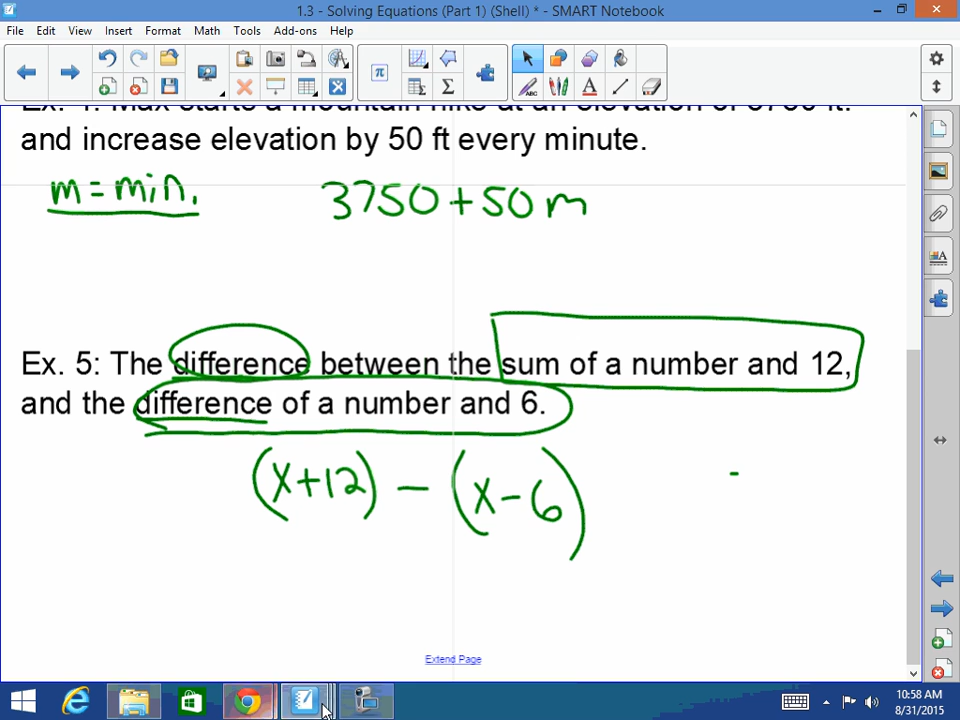 1.3 - Solving Equations (Part 1) (Shell) * - SMART Notebook
File Edit View Insert Format Math Tools Add-ons Help
and increase elevation by 50 ft every minute.
m = min. 3750 + 50 m
Ex. 5: The difference between the sum of a number and 12,
and the difference of a number and 6.
(x+12) - (x-6)
Extend Page
10:58 AM
8/31/2015